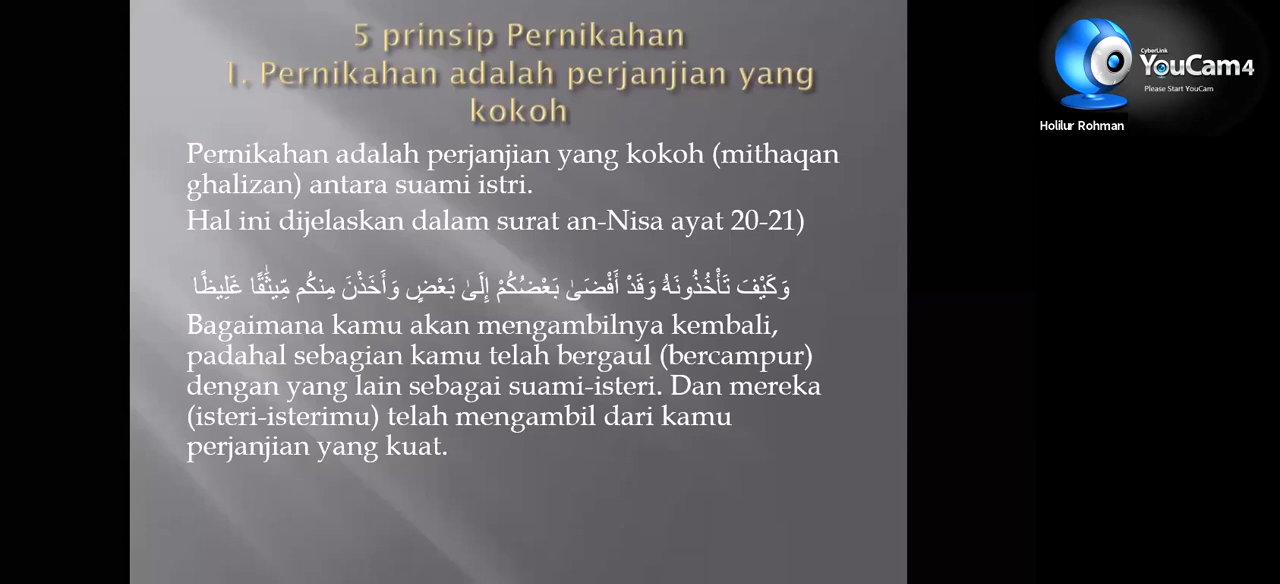 5 prinsip Pernikahan
1. Pernikahan adalah perjanjian yang
kokoh
Pernikahan adalah perjanjian yang kokoh (mithaqan
ghalizan) antara suami istri.
Hal ini dijelaskan dalam surat an-Nisa ayat 20-21)
وَكَيْفَ تَأْخُذُونَهُۥ وَقَدْ أَفْضَىٰ بَعْضُكُمْ إِلَىٰ بَعْضٍ وَأَخَذْنَ مِنكُم مِّيثَٰقًا غَلِيظًا
Bagaimana kamu akan mengambilnya kembali,
padahal sebagian kamu telah bergaul (bercampur)
dengan yang lain sebagai suami-isteri. Dan mereka
(isteri-isterimu) telah mengambil dari kamu
perjanjian yang kuat.
CyberLink
YouCam4
Please Start YouCam
Holilur Rohman